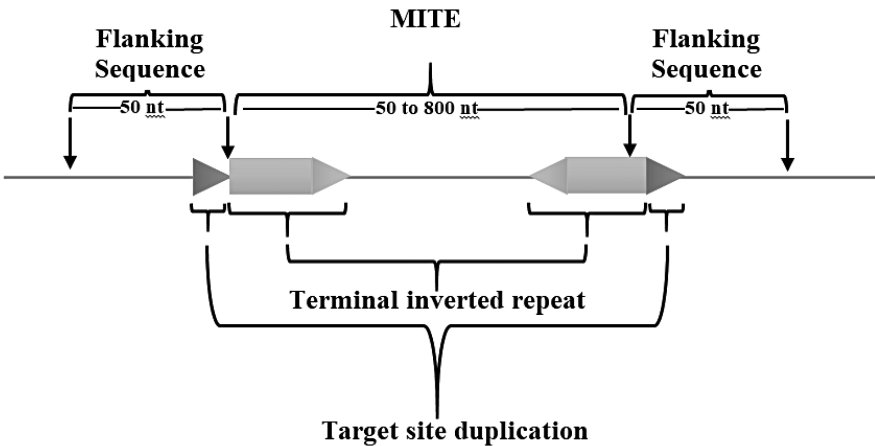 MITE
Flanking
Sequence
Flanking
Sequence
50 nt
50 to 800 nt
50 nt
Terminal inverted repeat
Target site duplication